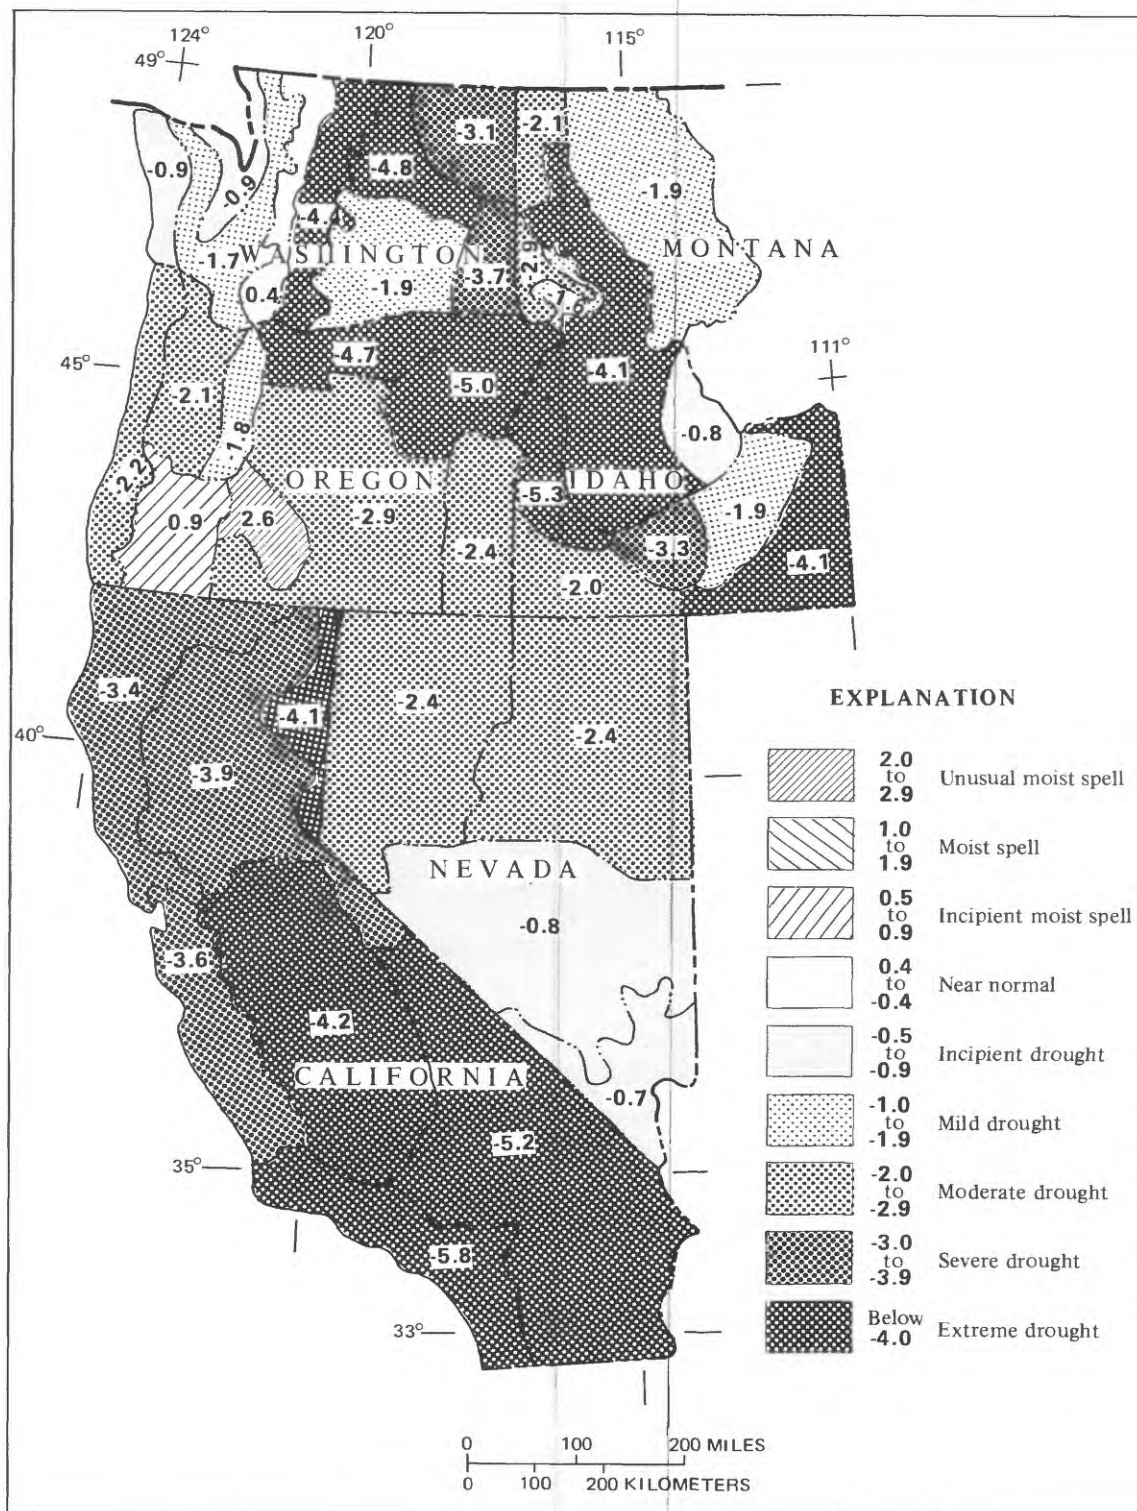 124°
120°
115°
49°
-3.1
-2.1
-0.9
-4.8
-0.9
-1.9
-4.
WASHINGTON
MONTANA
-1.7
-2.9
-3.7
0.4
-1.9
-1.6
45°
-4.7
111°
-5.0
-4.1
-2.1
-1.8
-0.8
-2.2
OREGON
IDAHO
-5.3
0.9
2.6
-2.9
-1.9
-2.4
-3.3
-2.0
-4.1
-3.4
-4.1
-2.4
-2.4
40°
-3.9
NEVADA
-0.8
-3.6
-4.2
CALIFORNIA
-0.7
-5.2
35°
-5.8
33°
EXPLANATION
2.0 to 2.9 Unusual moist spell
1.0 to 1.9 Moist spell
0.5 to 0.9 Incipient moist spell
0.4 to -0.4 Near normal
-0.5 to -0.9 Incipient drought
-1.0 to -1.9 Mild drought
-2.0 to -2.9 Moderate drought
-3.0 to -3.9 Severe drought
Below -4.0 Extreme drought
0 100 200 MILES
0 100 200 KILOMETERS